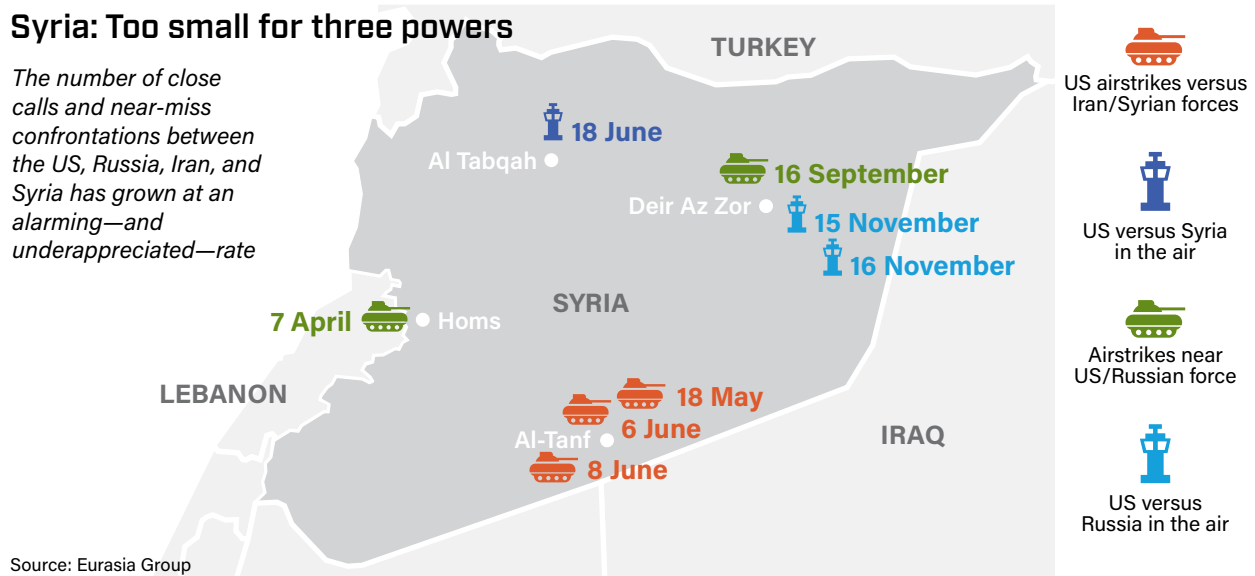 Syria: Too small for three powers
The number of close
calls and near-miss
confrontations between
the US, Russia, Iran, and
Syria has grown at an
alarming—and
underappreciated—rate
TURKEY
18 June
Al Tabqah
16 September
Deir Az Zor
15 November
16 November
SYRIA
7 April
Homs
LEBANON
18 May
6 June
Al-Tanf
8 June
IRAQ
US airstrikes versus
Iran/Syrian forces
US versus Syria
in the air
Airstrikes near
US/Russian force
US versus
Russia in the air
Source: Eurasia Group